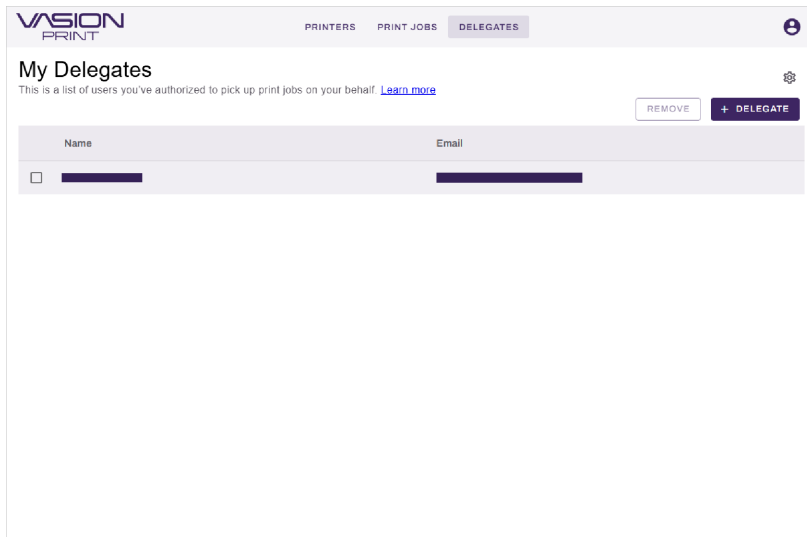 VASION
PRINT
PRINTERS PRINT JOBS DELEGATES
My Delegates
This is a list of users you've authorized to pick up print jobs on your behalf. Learn more
REMOVE + DELEGATE
Name Email